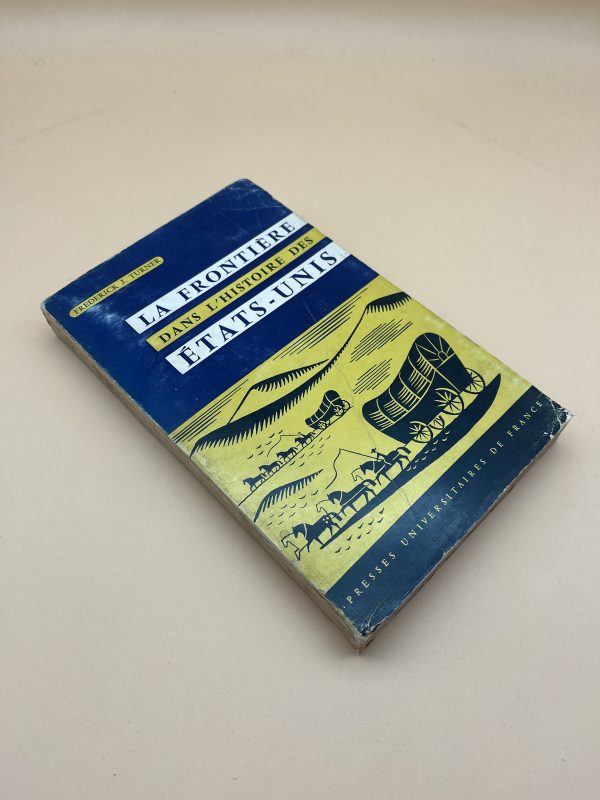 FREDERICK J. TURNER
LA FRONTIÈRE
DANS L'HISTOIRE DES
ÉTATS-UNIS
PRESSES UNIVERSITAIRES DE FRANCE